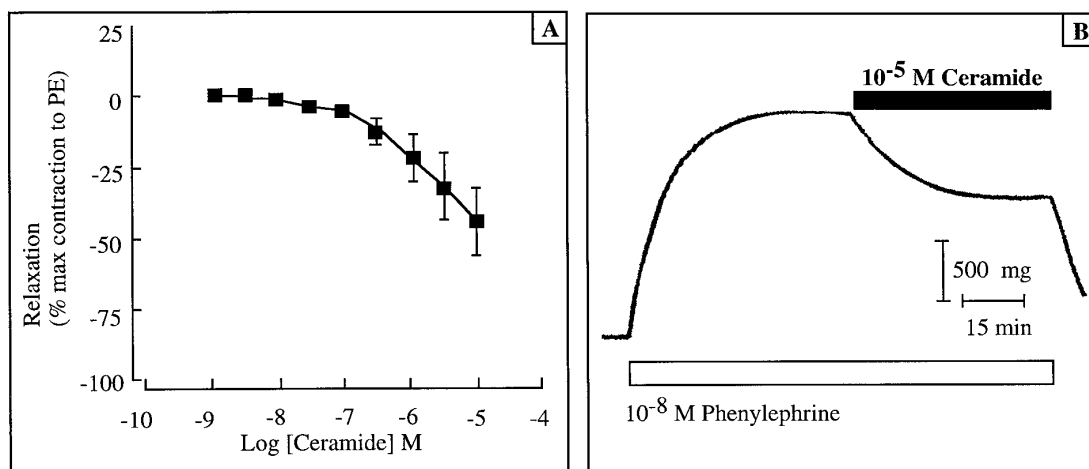 A
25
0
-25
-50
-75
-100
Relaxation
(% max contraction to PE)
-10
-9
-8
-7
-6
-5
-4
Log [Ceramide] M
B
10-5 M Ceramide
500 mg
15 min
10-8 M Phenylephrine